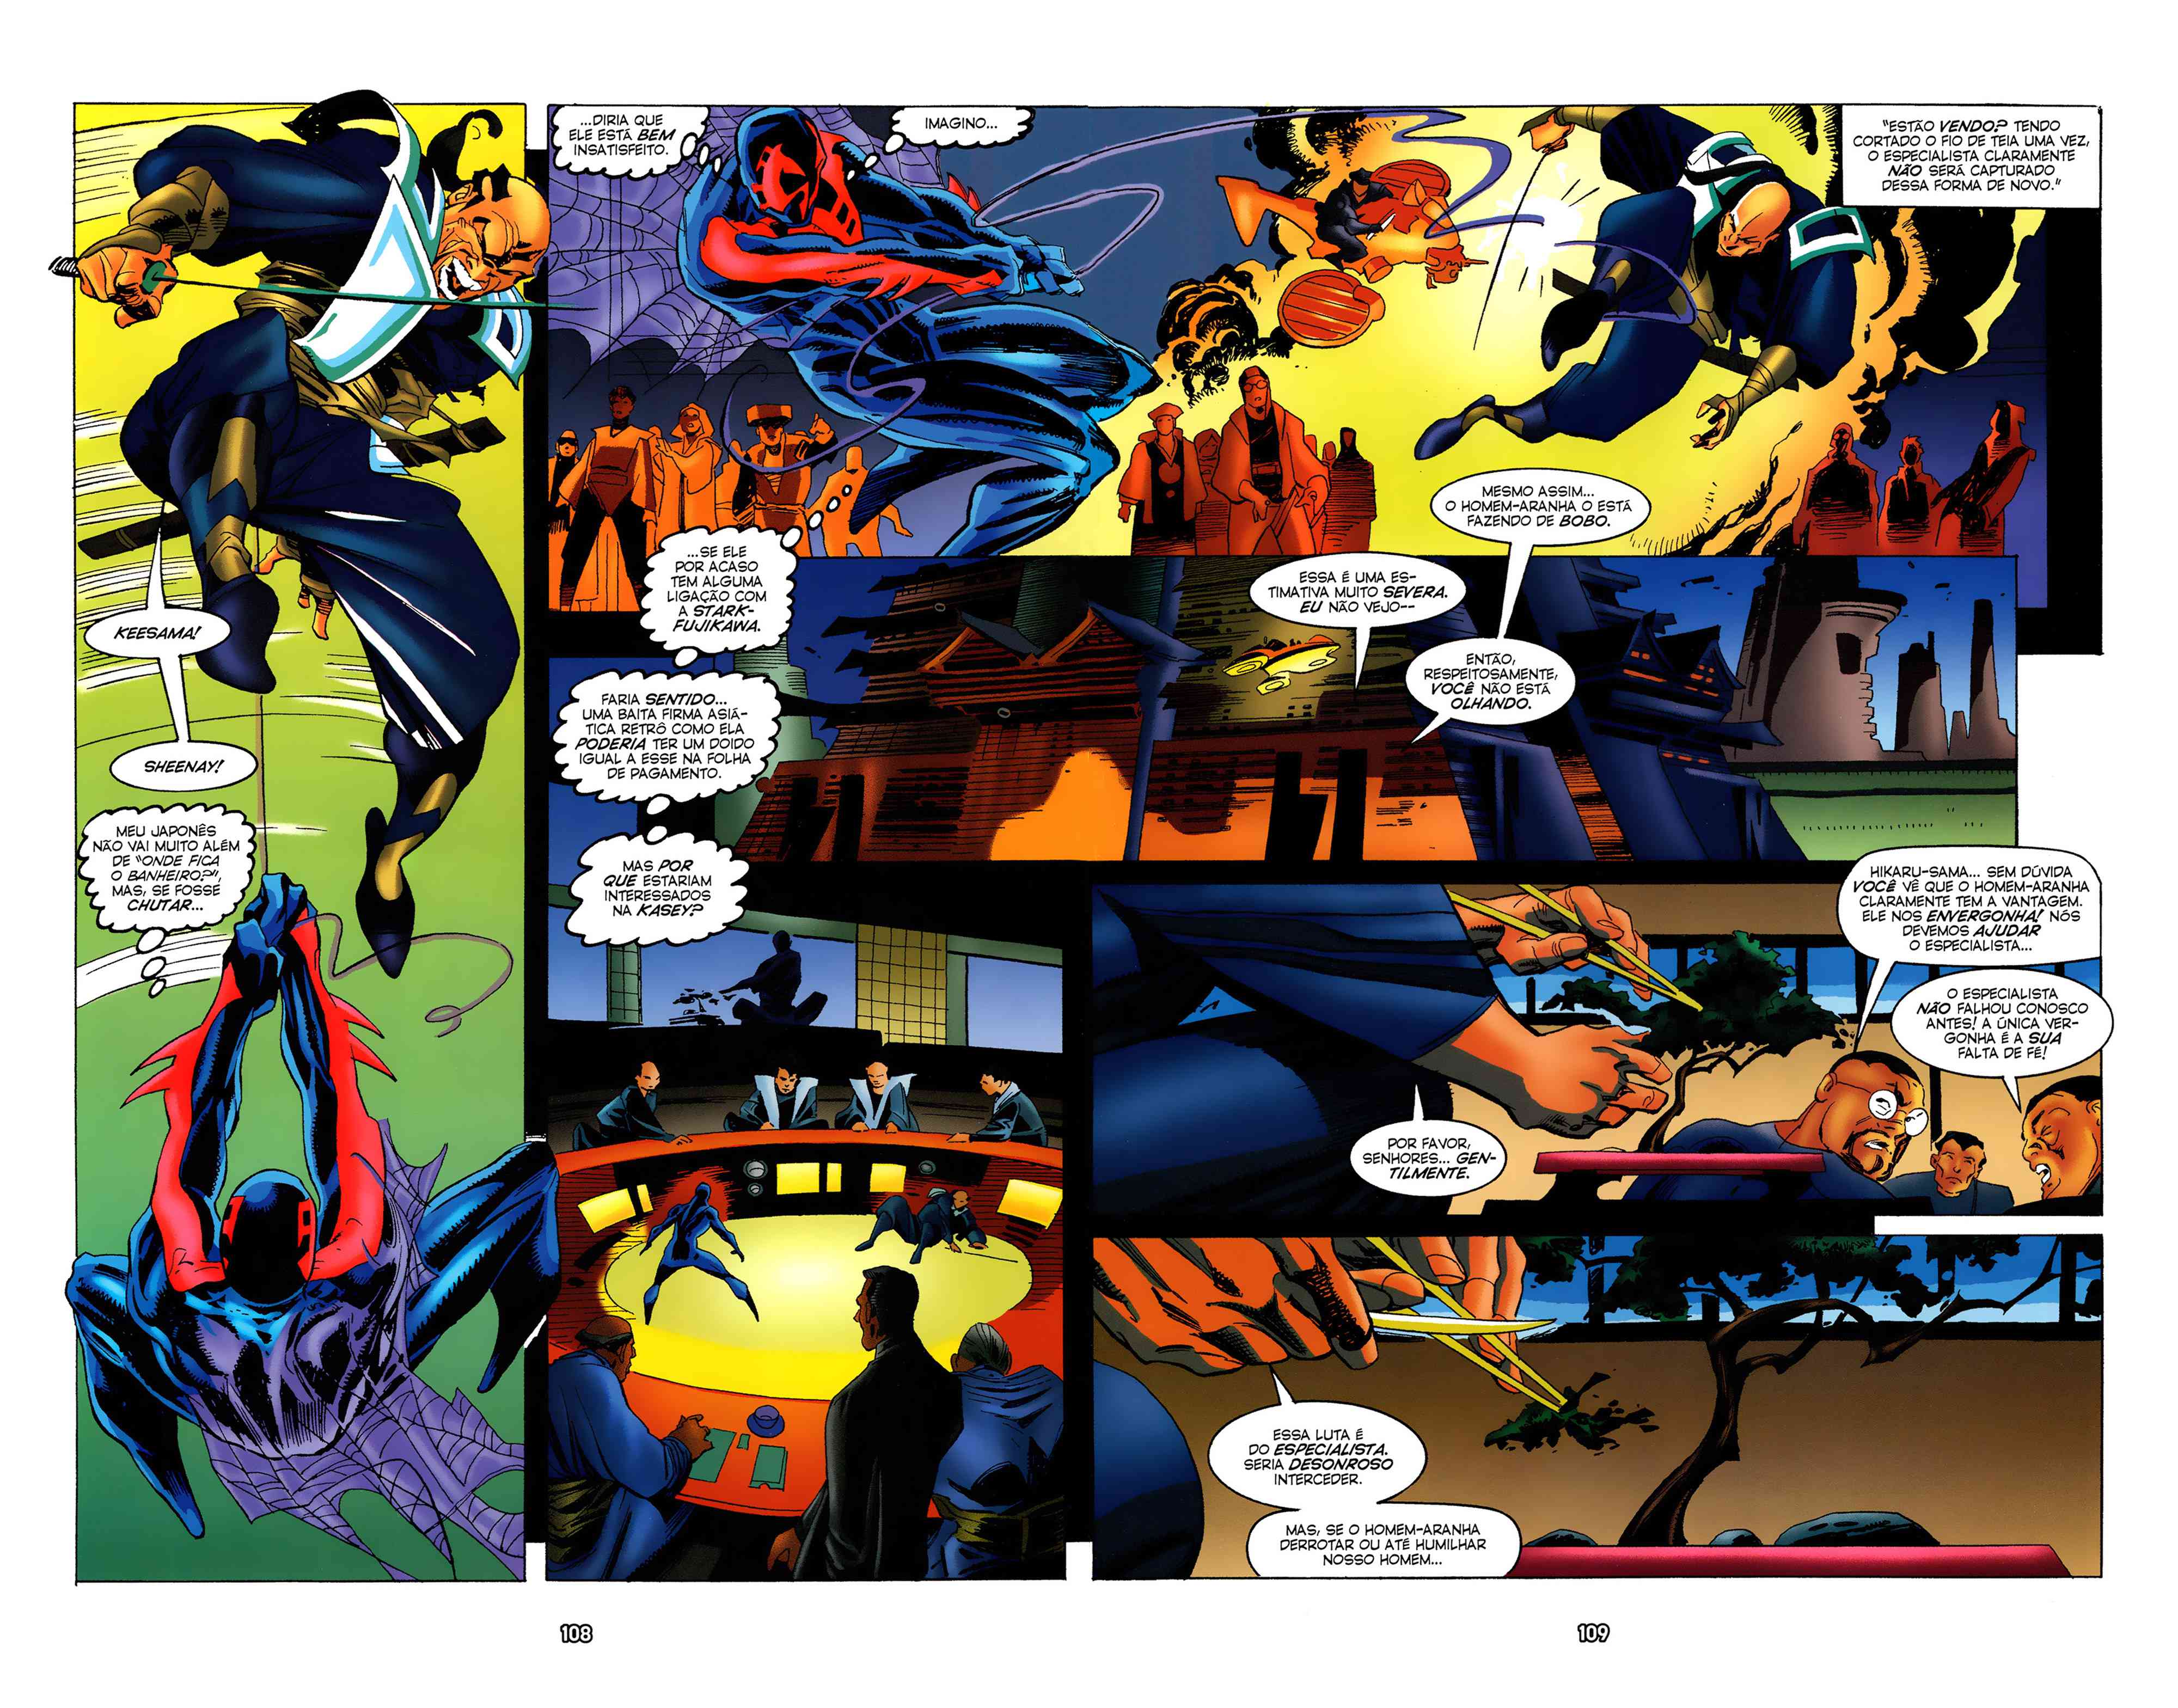 KEESAMA!
SHEENAY!
MEU JAPONÊS
NÃO VAI MUITO ALÉM
DE "ONDE FICA
O BANHEIRO?",
MAS, SE FOSSE
CHUTAR...
...DIRIA QUE
ELE ESTÁ BEM
INSATISFEITO.
IMAGINO...
...SE ELE
POR ACASO
TEM ALGUMA
LIGAÇÃO COM
A STARK-
FUJIKAWA.
FARIA SENTIDO...
UMA BAITA FIRMA ASIÁ-
TICA RETRÔ COMO ELA
PODERIA TER UM DOIDO
IGUAL A ESSE NA FOLHA
DE PAGAMENTO.
MAS POR
QUE ESTARIAM
INTERESSADOS
NA KASEY?
"ESTÃO VENDO? TENDO
CORTADO O FIO DE TEIA UMA VEZ,
O ESPECIALISTA CLARAMENTE
NÃO SERÁ CAPTURADO
DESSA FORMA DE NOVO."
MESMO ASSIM...
O HOMEM-ARANHA O ESTÁ
FAZENDO DE BOBO.
ESSA É UMA ES-
TIMATIVA MUITO SEVERA.
EU NÃO VEJO--
ENTÃO,
RESPEITOSAMENTE,
VOCÊ NÃO ESTÁ
OLHANDO.
HIKARU-SAMA... SEM DÚVIDA
VOCÊ VÊ QUE O HOMEM-ARANHA
CLARAMENTE TEM A VANTAGEM.
ELE NOS ENVERGONHA! NÓS
DEVEMOS AJUDAR
O ESPECIALISTA...
O ESPECIALISTA
NÃO FALHOU CONOSCO
ANTES! A ÚNICA VER-
GONHA É A SUA
FALTA DE FÉ!
POR FAVOR,
SENHORES... GEN-
TILMENTE.
ESSA LUTA É
DO ESPECIALISTA.
SERIA DESONROSO
INTERCEDER.
MAS, SE O HOMEM-ARANHA
DERROTAR OU ATÉ HUMILHAR
NOSSO HOMEM...
108
109